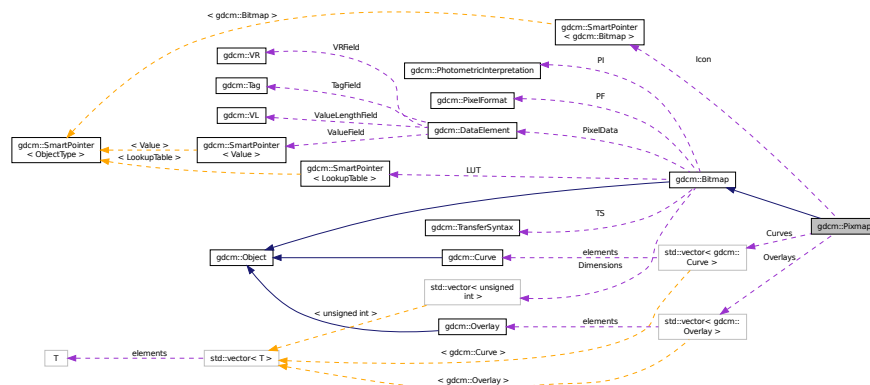 < gdcm::Bitmap >
gdcm::SmartPointer
< gdcm::Bitmap >
gdcm::VR
VRField
PI
Icon
gdcm::PhotometricInterpretation
gdcm::Tag
TagField
PF
gdcm::PixelFormat
gdcm::VL
ValueLengthField
gdcm::DataElement
PixelData
ValueField
gdcm::SmartPointer
< ObjectType >
< Value >
gdcm::SmartPointer
< Value >
< LookupTable >
gdcm::SmartPointer
< LookupTable >
LUT
gdcm::Bitmap
TS
gdcm::TransferSyntax
gdcm::Pixmap
Curves
gdcm::Object
gdcm::Curve
elements
Dimensions
std::vector< gdcm::
Curve >
Overlays
std::vector< unsigned
int >
< unsigned int >
gdcm::Overlay
elements
std::vector< gdcm::
Overlay >
T
elements
std::vector< T >
< gdcm::Curve >
< gdcm::Overlay >